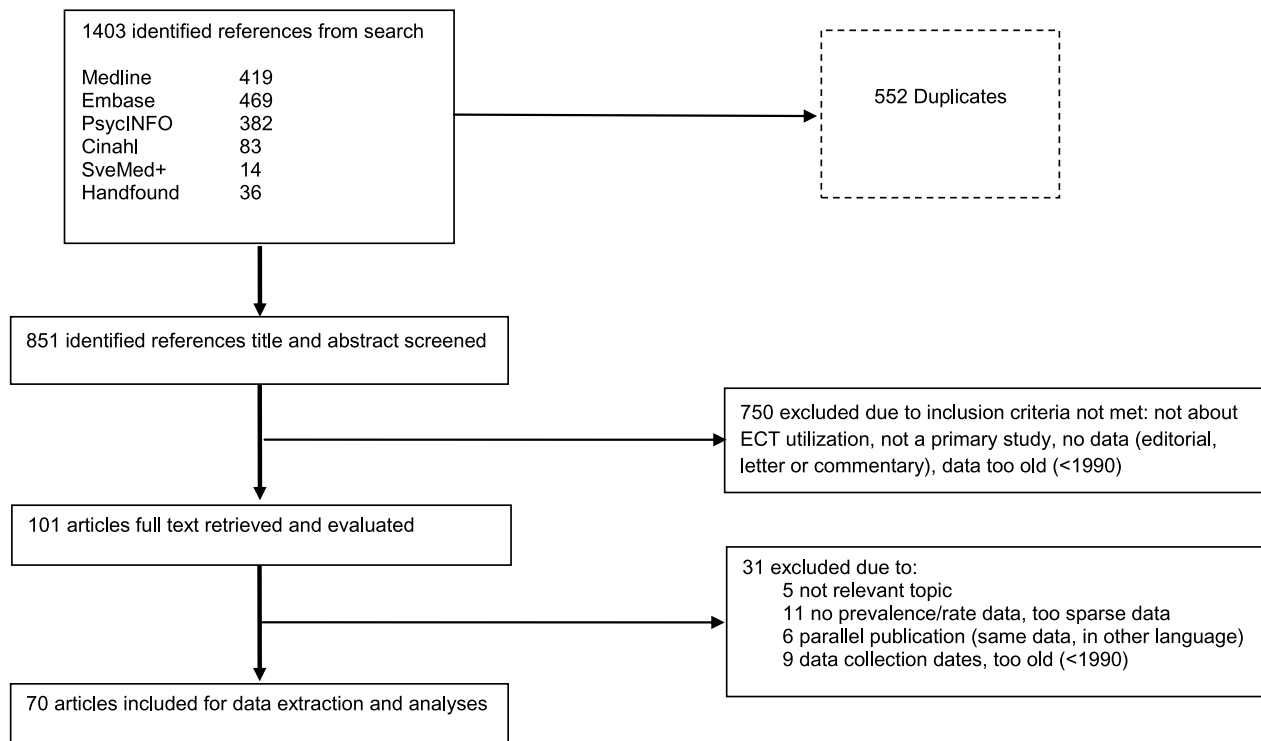 1403 identified references from search
Medline 419
Embase 469
PsycINFO 382
Cinahl 83
SveMed+ 14
Handfound 36
552 Duplicates
851 identified references title and abstract screened
750 excluded due to inclusion criteria not met: not about
ECT utilization, not a primary study, no data (editorial,
letter or commentary), data too old (<1990)
101 articles full text retrieved and evaluated
31 excluded due to:
5 not relevant topic
11 no prevalence/rate data, too sparse data
6 parallel publication (same data, in other language)
9 data collection dates, too old (<1990)
70 articles included for data extraction and analyses